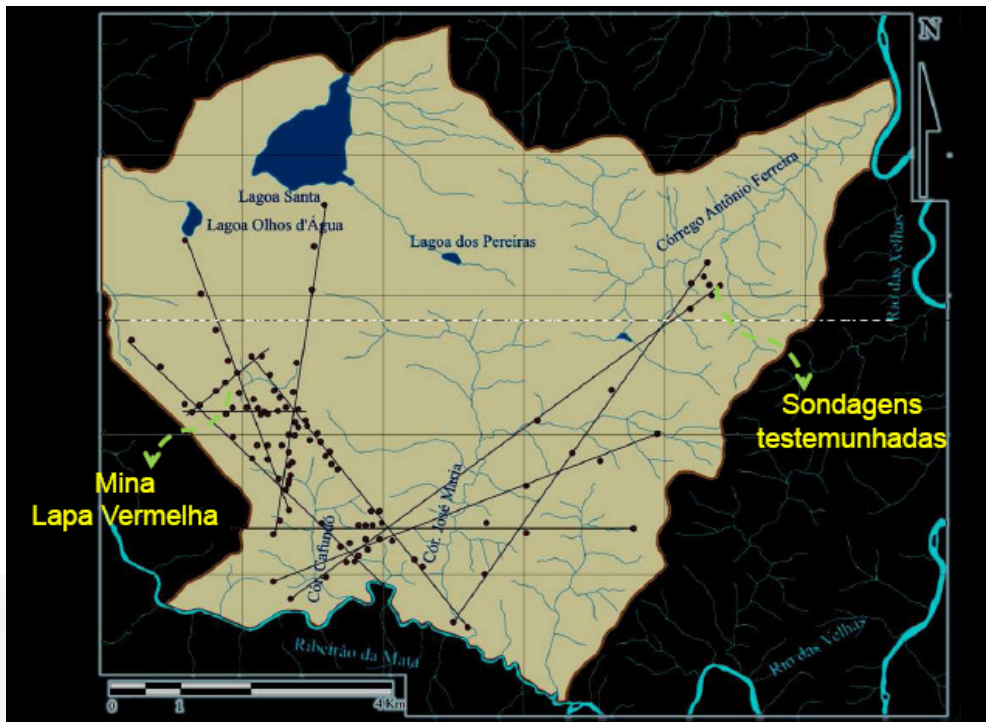 N
Lagoa Santa
Lagoa Olhos d'Água
Lagoa dos Pereiras
Córrego Antônio Ferreira
Rio das Velhas
Sondagens
testemunhadas
Mina
Lapa Vermelha
Cór. Cafundó
Cór. José Maria
Ribeirão da Mata
Rio das Velhas
0 1 4 Km